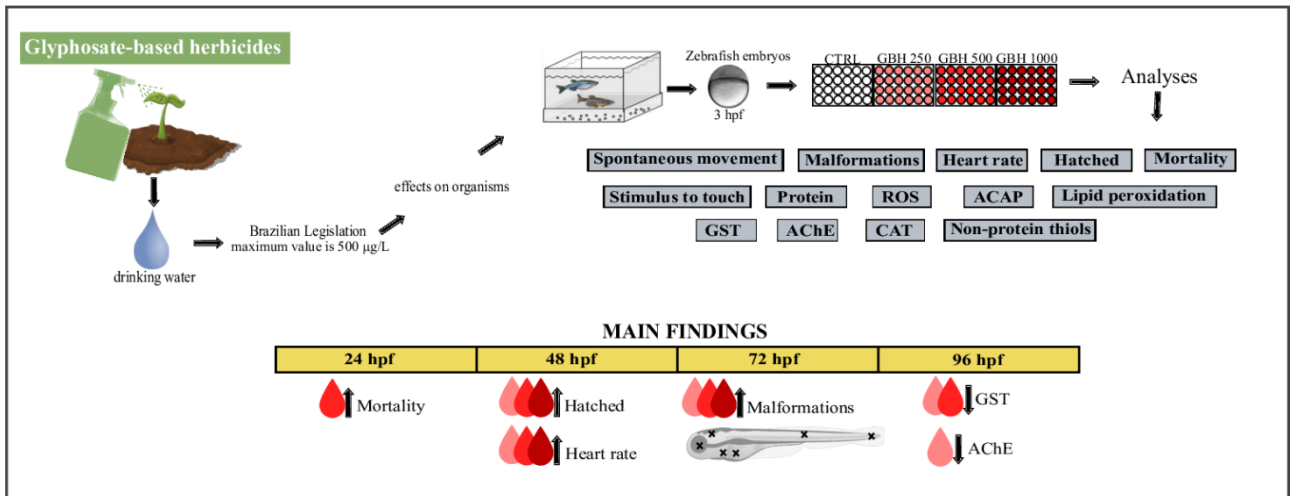 Glyphosate-based herbicides
drinking water
Brazilian Legislation
maximum value is 500 µg/L
effects on organisms
Zebrafish embryos
3 hpf
CTRL GBH 250 GBH 500 GBH 1000
Analyses
Spontaneous movement Malformations Heart rate Hatched Mortality
Stimulus to touch Protein ROS ACAP Lipid peroxidation
GST AChE CAT Non-protein thiols
MAIN FINDINGS
24 hpf 48 hpf 72 hpf 96 hpf
Mortality Hatched Malformations GST
Heart rate AChE